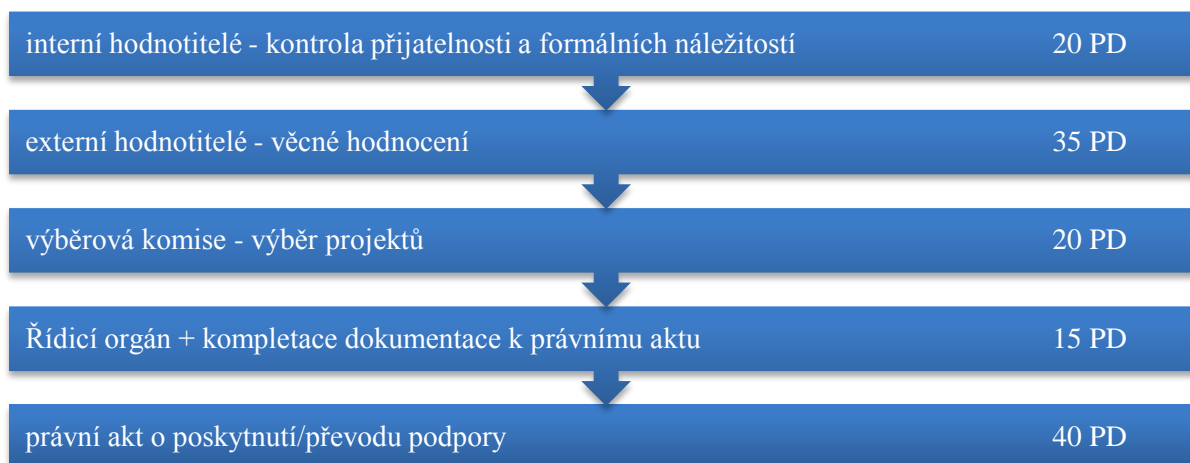 interní hodnotitelé - kontrola přijatelnosti a formálních náležitostí 20 PD
externí hodnotitelé - věcné hodnocení 35 PD
výběrová komise - výběr projektů 20 PD
Řídicí orgán + kompletace dokumentace k právnímu aktu 15 PD
právní akt o poskytnutí/převodu podpory 40 PD